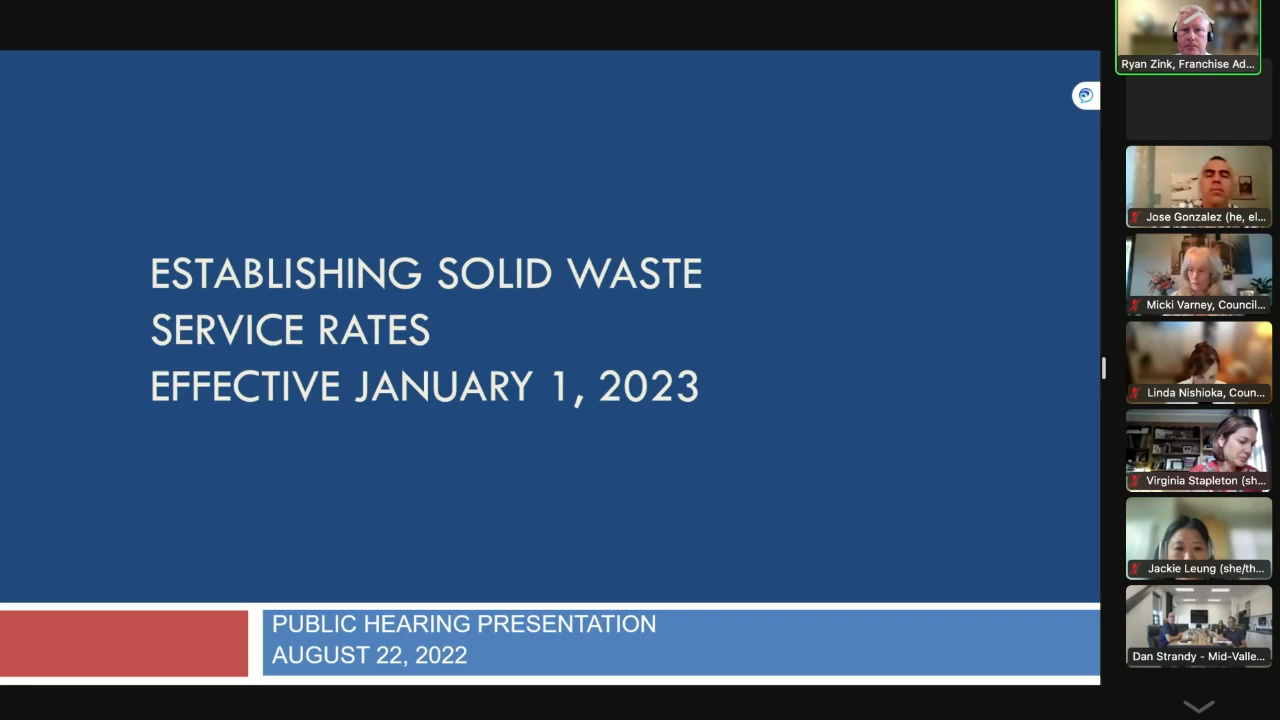 ESTABLISHING SOLID WASTE
SERVICE RATES
EFFECTIVE JANUARY 1, 2023
PUBLIC HEARING PRESENTATION
AUGUST 22, 2022
Ryan Zink, Franchise Ad...
Jose Gonzalez (he, el...
Micki Varney, Council...
Linda Nishioka, Coun...
Virginia Stapleton (sh...
Jackie Leung (she/th...
Dan Strandy - Mid-Valle...